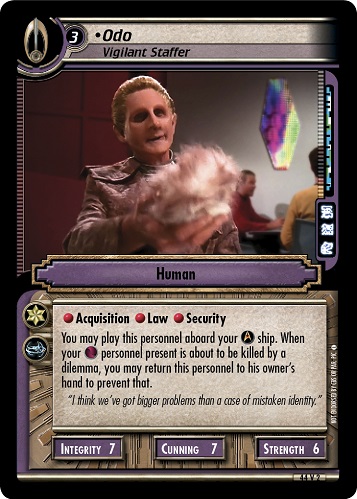 3
•Odo
Vigilant Staffer
Human
• Acquisition • Law • Security
You may play this personnel aboard your A ship. When
your personnel present is about to be killed by a
dilemma, you may return this personnel to his owner's
hand to prevent that.
"I think we've got bigger problems than a case of mistaken identity."
INTEGRITY 7 CUNNING 7 STRENGTH 6
44 V 2